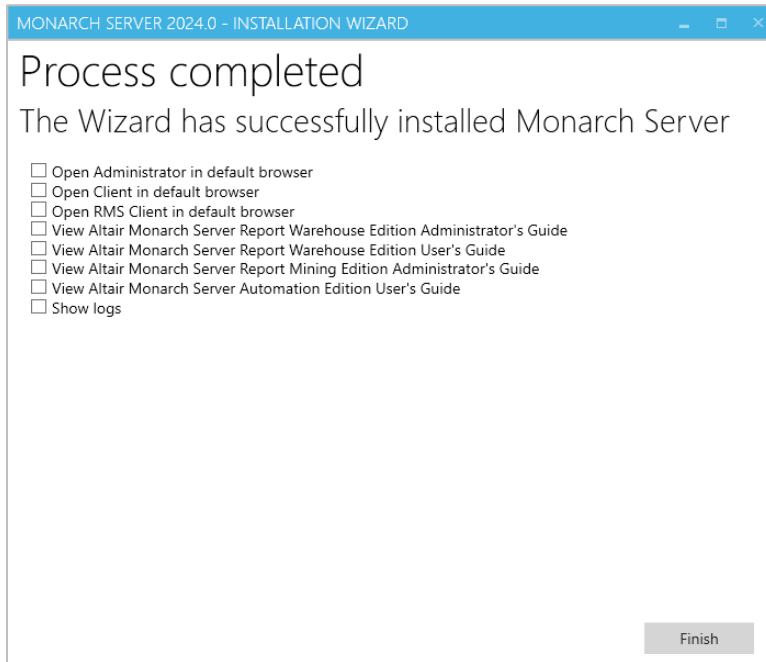 MONARCH SERVER 2024.0 - INSTALLATION WIZARD
Process completed
The Wizard has successfully installed Monarch Server
Open Administrator in default browser
Open Client in default browser
Open RMS Client in default browser
View Altair Monarch Server Report Warehouse Edition Administrator's Guide
View Altair Monarch Server Report Warehouse Edition User's Guide
View Altair Monarch Server Report Mining Edition Administrator's Guide
View Altair Monarch Server Automation Edition User's Guide
Show logs
Finish